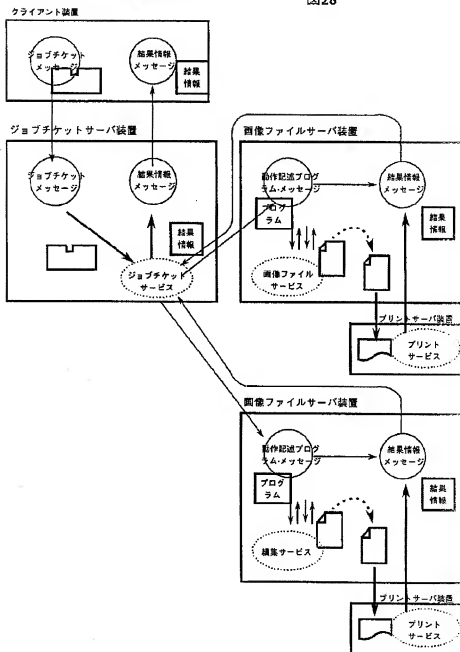 図28
クライアント装置
ジョブチケット
メッセージ
結果情報
メッセージ
結果
情報
ジョブチケットサーバ装置
ジョブチケット
メッセージ
結果情報
メッセージ
結果
情報
ジョブチケット
サービス
画像ファイルサーバ装置
動作記述プログ
ラム・メッセージ
プログ
ラム
結果情報
メッセージ
結果
情報
画像ファイル
サービス
プリントサーバ装置
プリント
サービス
画像ファイルサーバ装置
動作記述プログ
ラム・メッセージ
プログ
ラム
結果情報
メッセージ
結果
情報
編集サービス
プリントサーバ装置
プリント
サービス